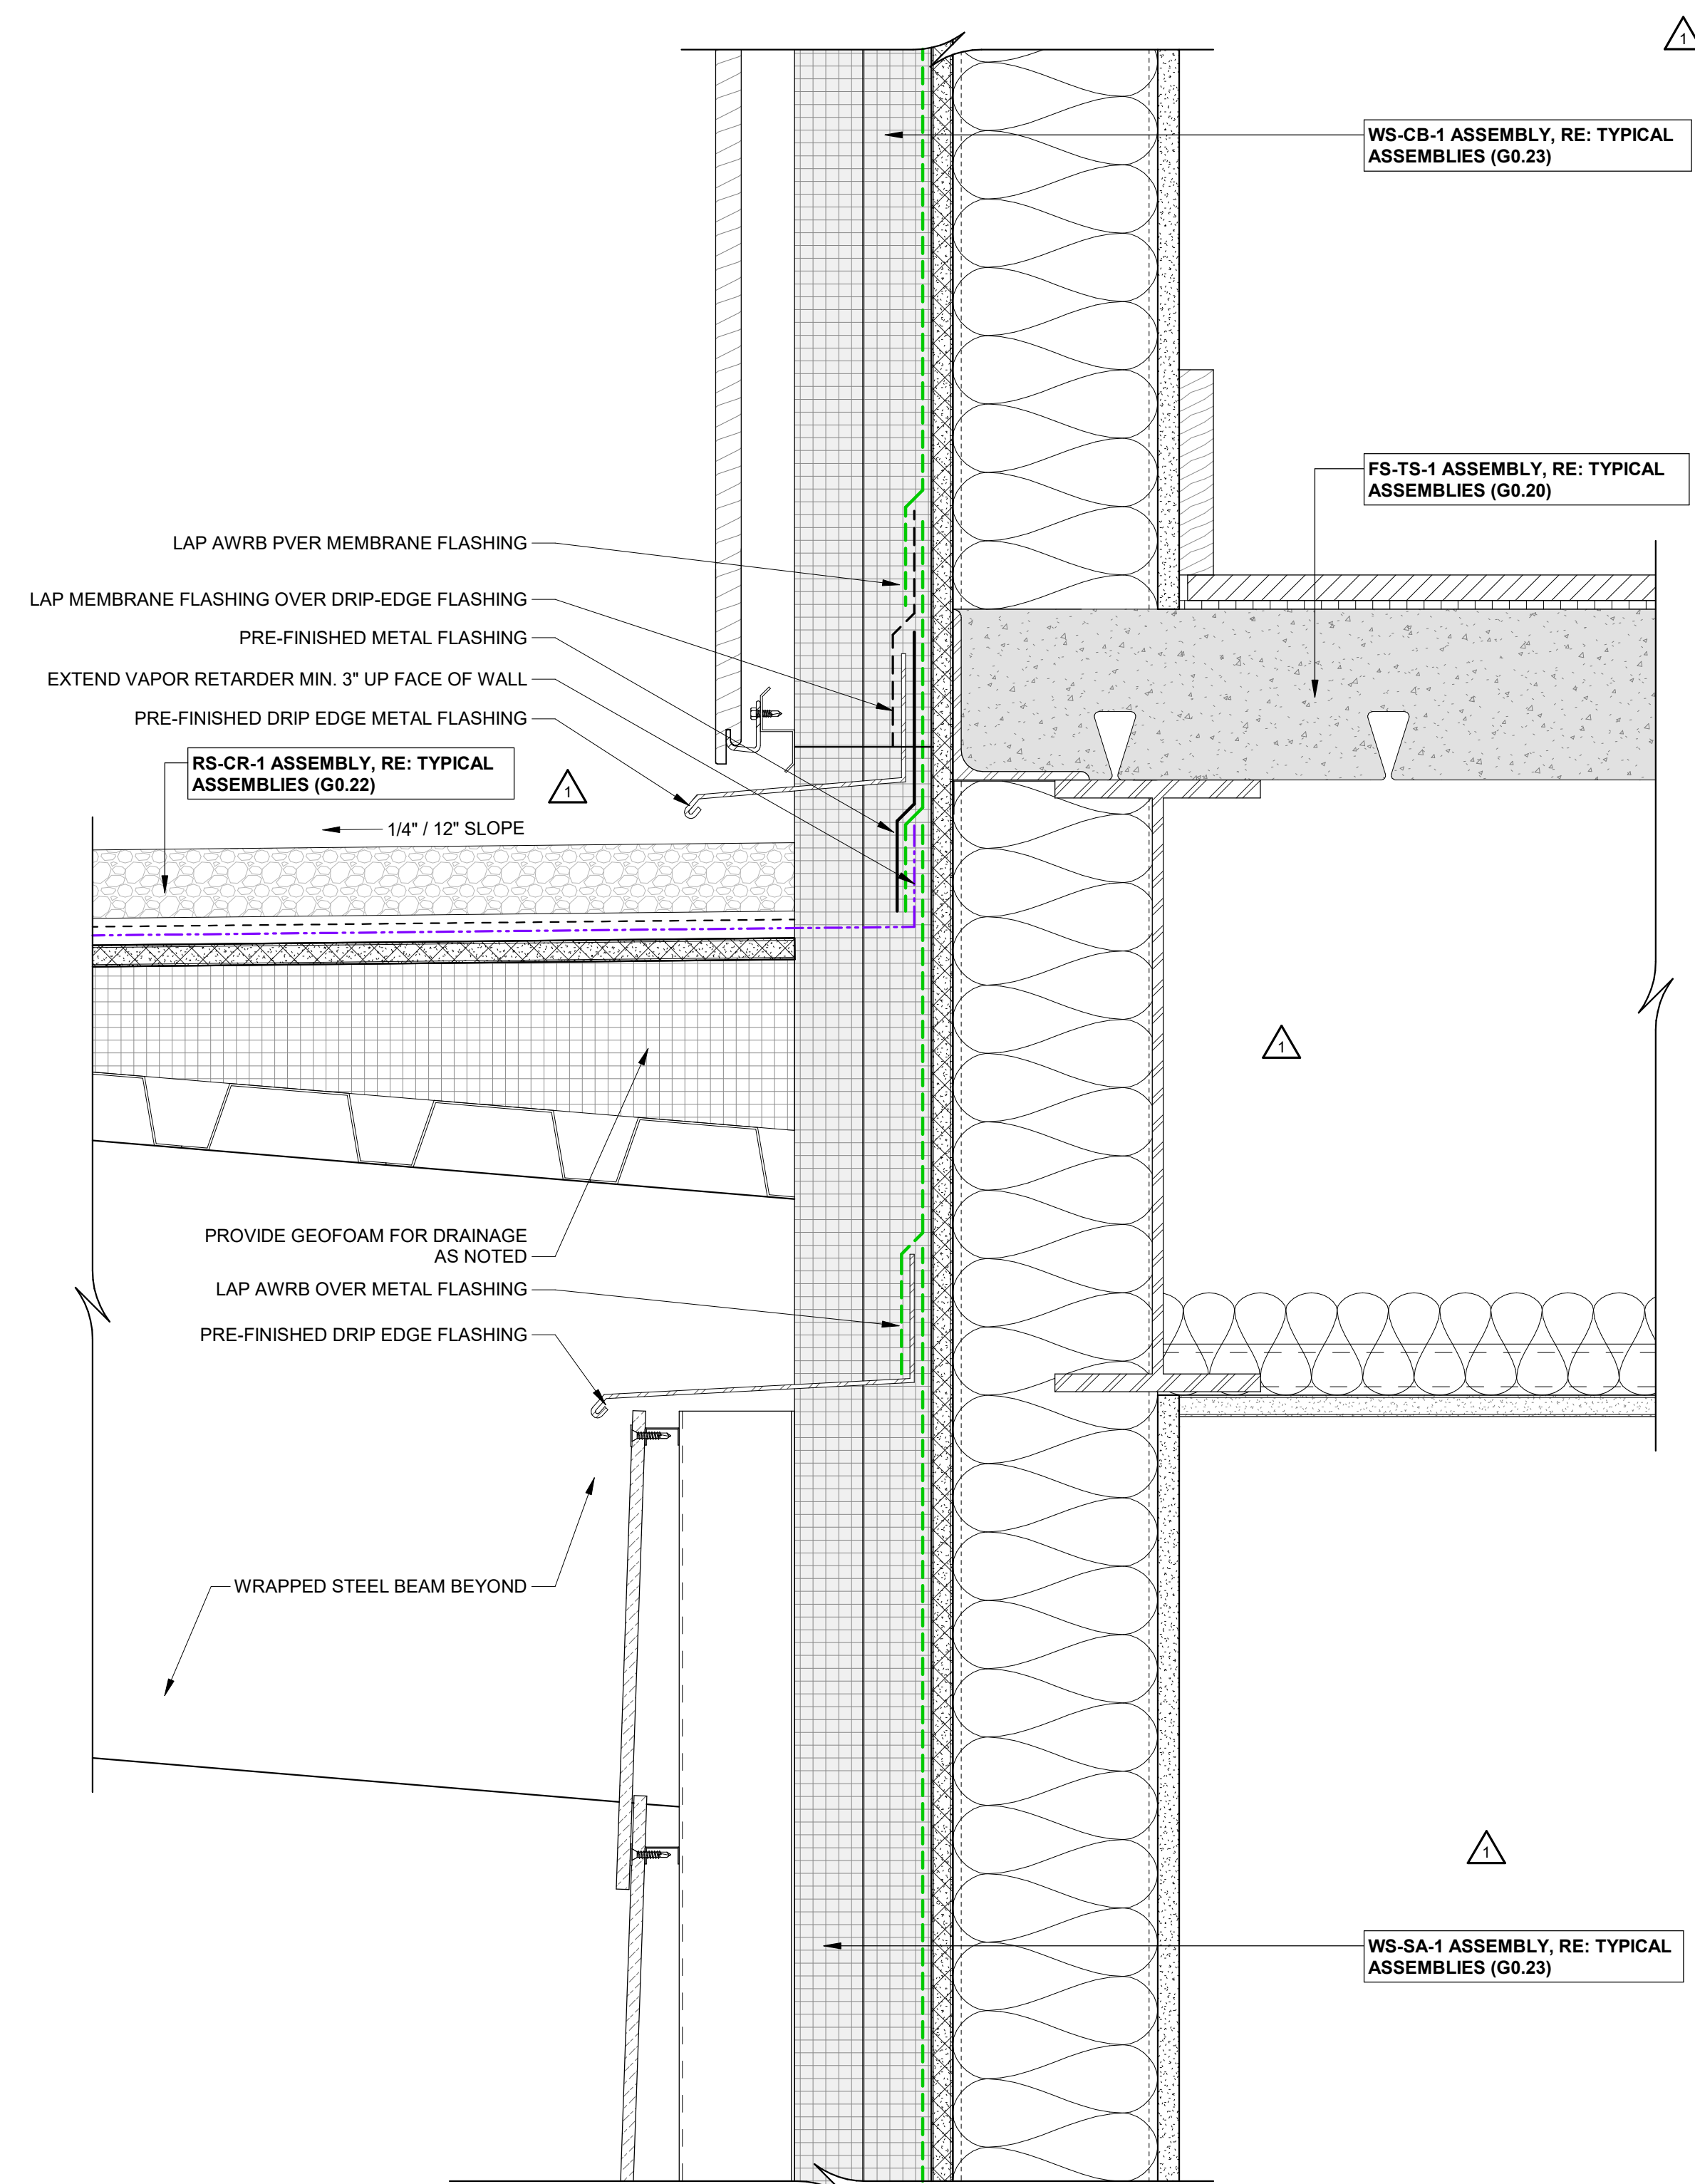 1
WS-CB-1 ASSEMBLY, RE: TYPICAL
ASSEMBLIES (G0.23)
FS-TS-1 ASSEMBLY, RE: TYPICAL
ASSEMBLIES (G0.20)
LAP AWRB PVER MEMBRANE FLASHING
LAP MEMBRANE FLASHING OVER DRIP-EDGE FLASHING
PRE-FINISHED METAL FLASHING
EXTEND VAPOR RETARDER MIN. 3" UP FACE OF WALL
PRE-FINISHED DRIP EDGE METAL FLASHING
RS-CR-1 ASSEMBLY, RE: TYPICAL
ASSEMBLIES (G0.22)
1
1/4" / 12" SLOPE
1
PROVIDE GEOFOAM FOR DRAINAGE
AS NOTED
LAP AWRB OVER METAL FLASHING
PRE-FINISHED DRIP EDGE FLASHING
WRAPPED STEEL BEAM BEYOND
1
WS-SA-1 ASSEMBLY, RE: TYPICAL
ASSEMBLIES (G0.23)